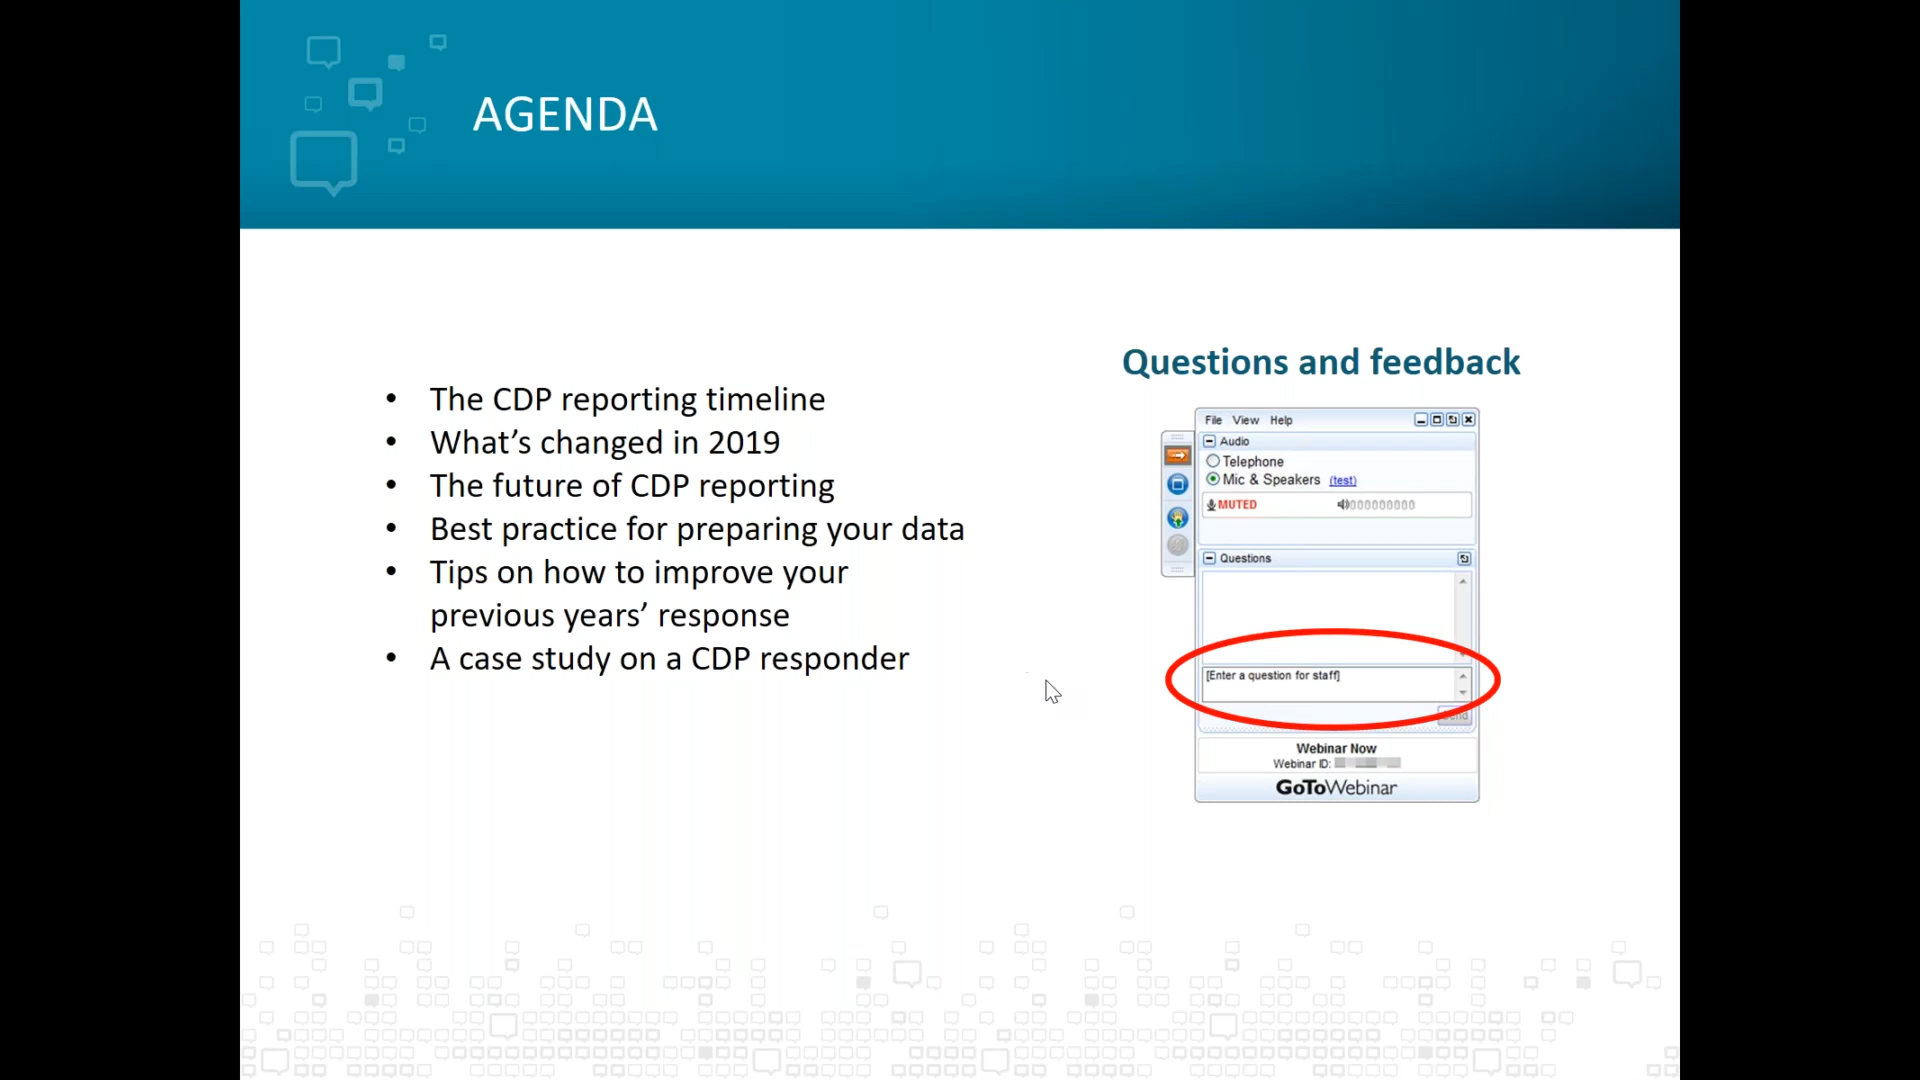 AGENDA
• The CDP reporting timeline
• What’s changed in 2019
• The future of CDP reporting
• Best practice for preparing your data
• Tips on how to improve your
previous years’ response
• A case study on a CDP responder
Questions and feedback
File View Help
Audio
Telephone
Mic & Speakers (test)
MUTED
Questions
[Enter a question for staff]
Send
Webinar Now
Webinar ID:
GoToWebinar